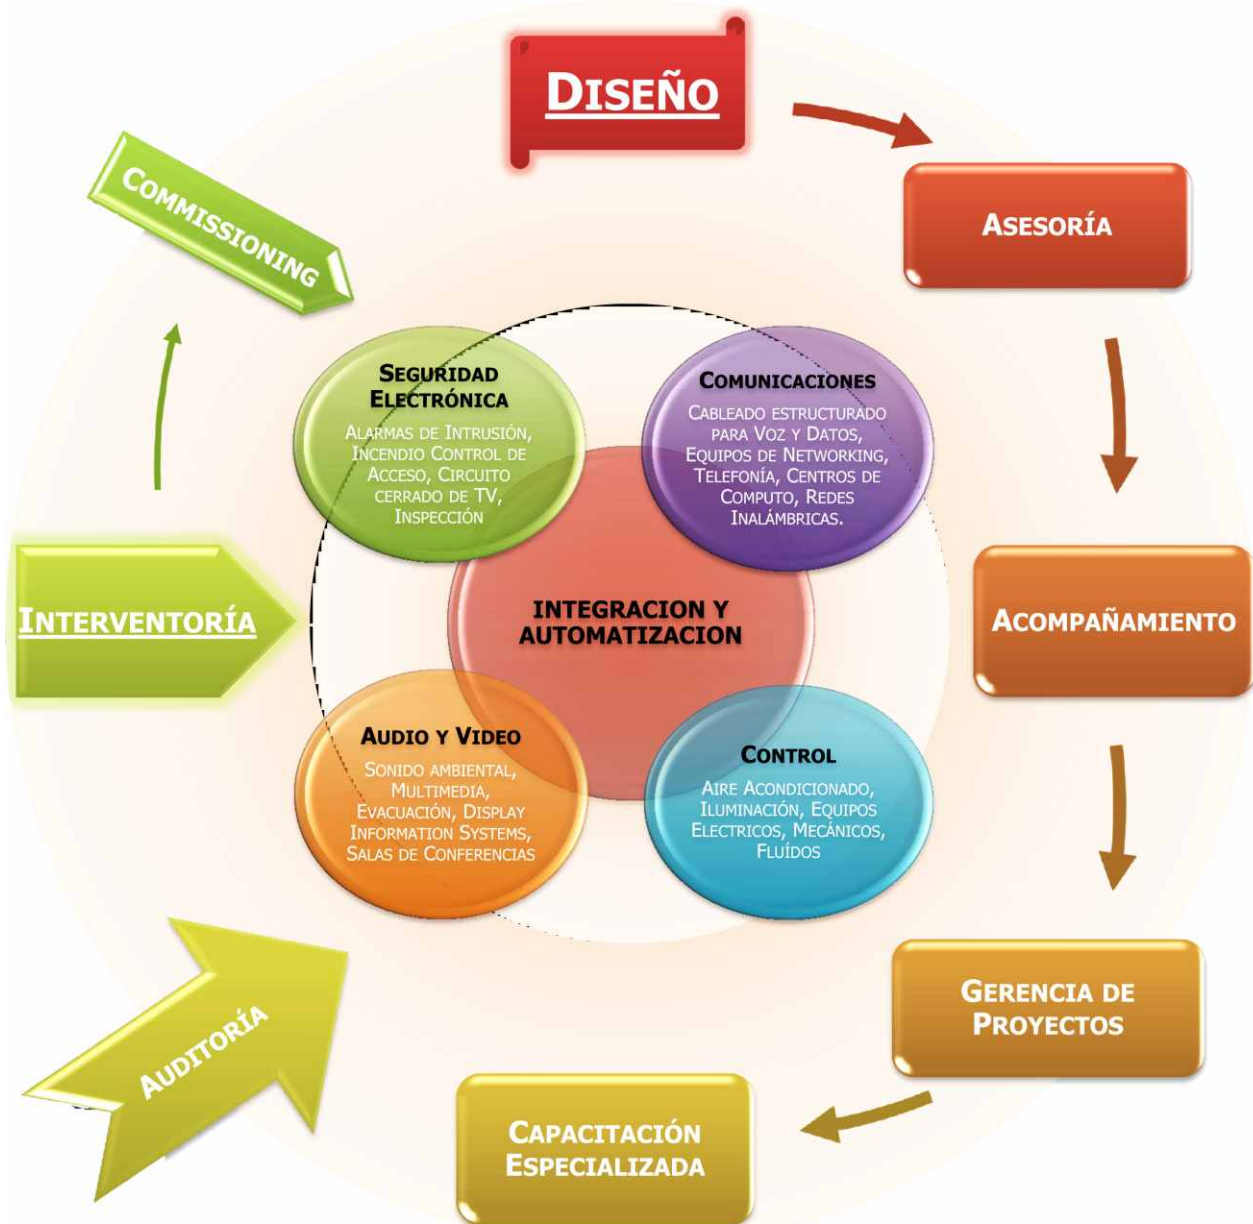 DISEÑO
ASESORÍA
ACOMPAÑAMIENTO
GERENCIA DE
PROYECTOS
CAPACITACIÓN
ESPECIALIZADA
AUDITORÍA
INTERVENTORÍA
COMMISSIONING
SEGURIDAD
ELECTRÓNICA
ALARMAS DE INTRUSIÓN,
INCENDIO CONTROL DE
ACCESO, CIRCUITO
CERRADO DE TV,
INSPECCIÓN
COMUNICACIONES
CABLEADO ESTRUCTURADO
PARA VOZ Y DATOS,
EQUIPOS DE NETWORKING,
TELEFONÍA, CENTROS DE
COMPUTO, REDES
INALÁMBRICAS.
INTEGRACION Y
AUTOMATIZACION
AUDIO Y VIDEO
SONIDO AMBIENTAL,
MULTIMEDIA,
EVACUACIÓN, DISPLAY
INFORMATION SYSTEMS,
SALAS DE CONFERENCIAS
CONTROL
AIRE ACONDICIONADO,
ILUMINACIÓN, EQUIPOS
ELECTRICOS, MECÁNICOS,
FLUÍDOS